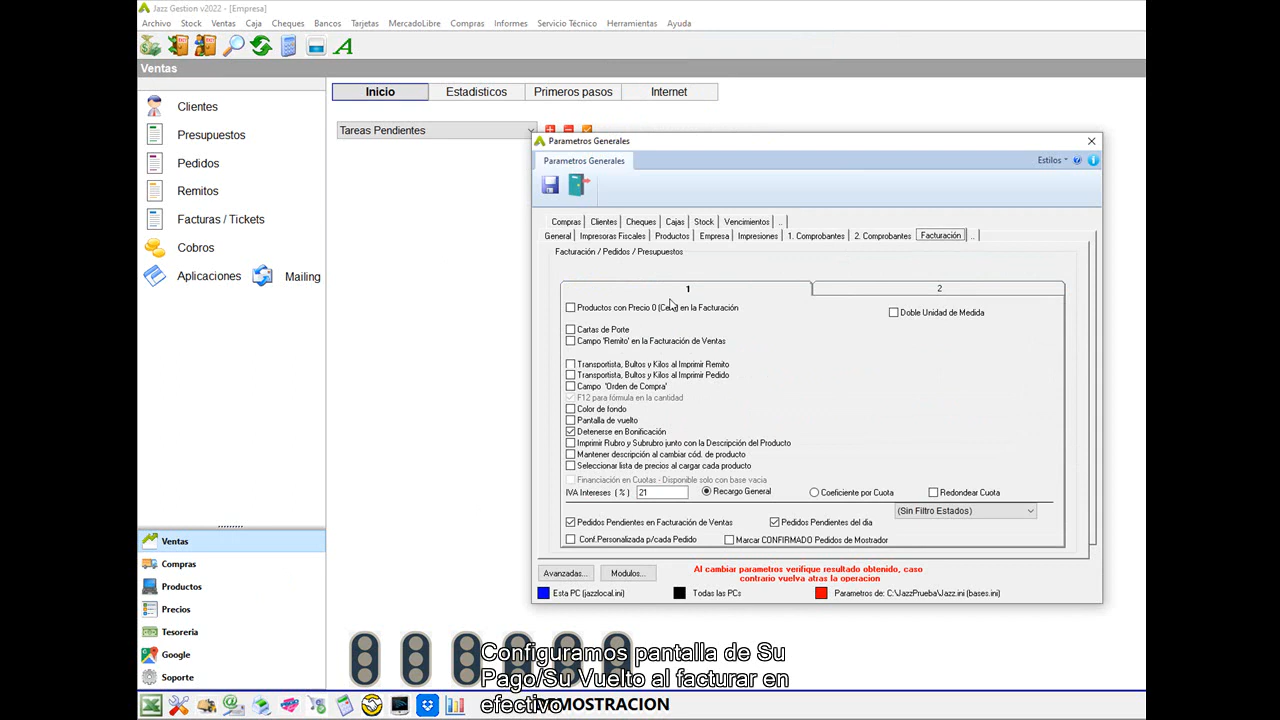 Jazz Gestion v2022 - [Empresa]
Archivo Stock Ventas Caja Cheques Bancos Tarjetas MercadoLibre Compras Informes Servicio Técnico Herramientas Ayuda
Ventas
Clientes
Presupuestos
Pedidos
Remitos
Facturas / Tickets
Cobros
Aplicaciones Mailing
Inicio Estadisticos Primeros pasos Internet
Tareas Pendientes
Parametros Generales
Parametros Generales Estilos
Compras Clientes Cheques Cajas Stock Vencimientos ..
General Impresoras Fiscales Productos Empresa Impresiones 1. Comprobantes 2. Comprobantes Facturación ..
Facturación / Pedidos / Presupuestos
1 2
Productos con Precio 0 (Cero) en la Facturación
Doble Unidad de Medida
Cartas de Porte
Campo 'Remito' en la Facturación de Ventas
Transportista, Bultos y Kilos al Imprimir Remito
Transportista, Bultos y Kilos al Imprimir Pedido
Campo 'Orden de Compra'
F12 para fórmula en la cantidad
Color de fondo
Pantalla de vuelto
Detenerse en Bonificación
Imprimir Rubro y Subrubro junto con la Descripción del Producto
Mantener descripción al cambiar cód. de producto
Seleccionar lista de precios al cargar cada producto
Financiación en Cuotas - Disponible solo con base vacia
IVA Intereses ( % ) 21 Recargo General Coeficiente por Cuota Redondear Cuota
(Sin Filtro Estados)
Pedidos Pendientes en Facturación de Ventas Pedidos Pendientes del dia
Conf.Personalizada p/cada Pedido Marcar CONFIRMADO Pedidos de Mostrador
Avanzadas... Modulos...
Al cambiar parametros verifique resultado obtenido, caso
contrario vuelva atras la operacion
Esta PC (jazzlocal.ini) Todas las PCs Parametros de: C:\JazzPrueba\Jazz.ini (bases.ini)
Ventas
Compras
Productos
Precios
Tesoreria
Google
Soporte
Configuramos pantalla de Su
Pago/Su Vuelto al facturar en
efectivo
DEMOSTRACION